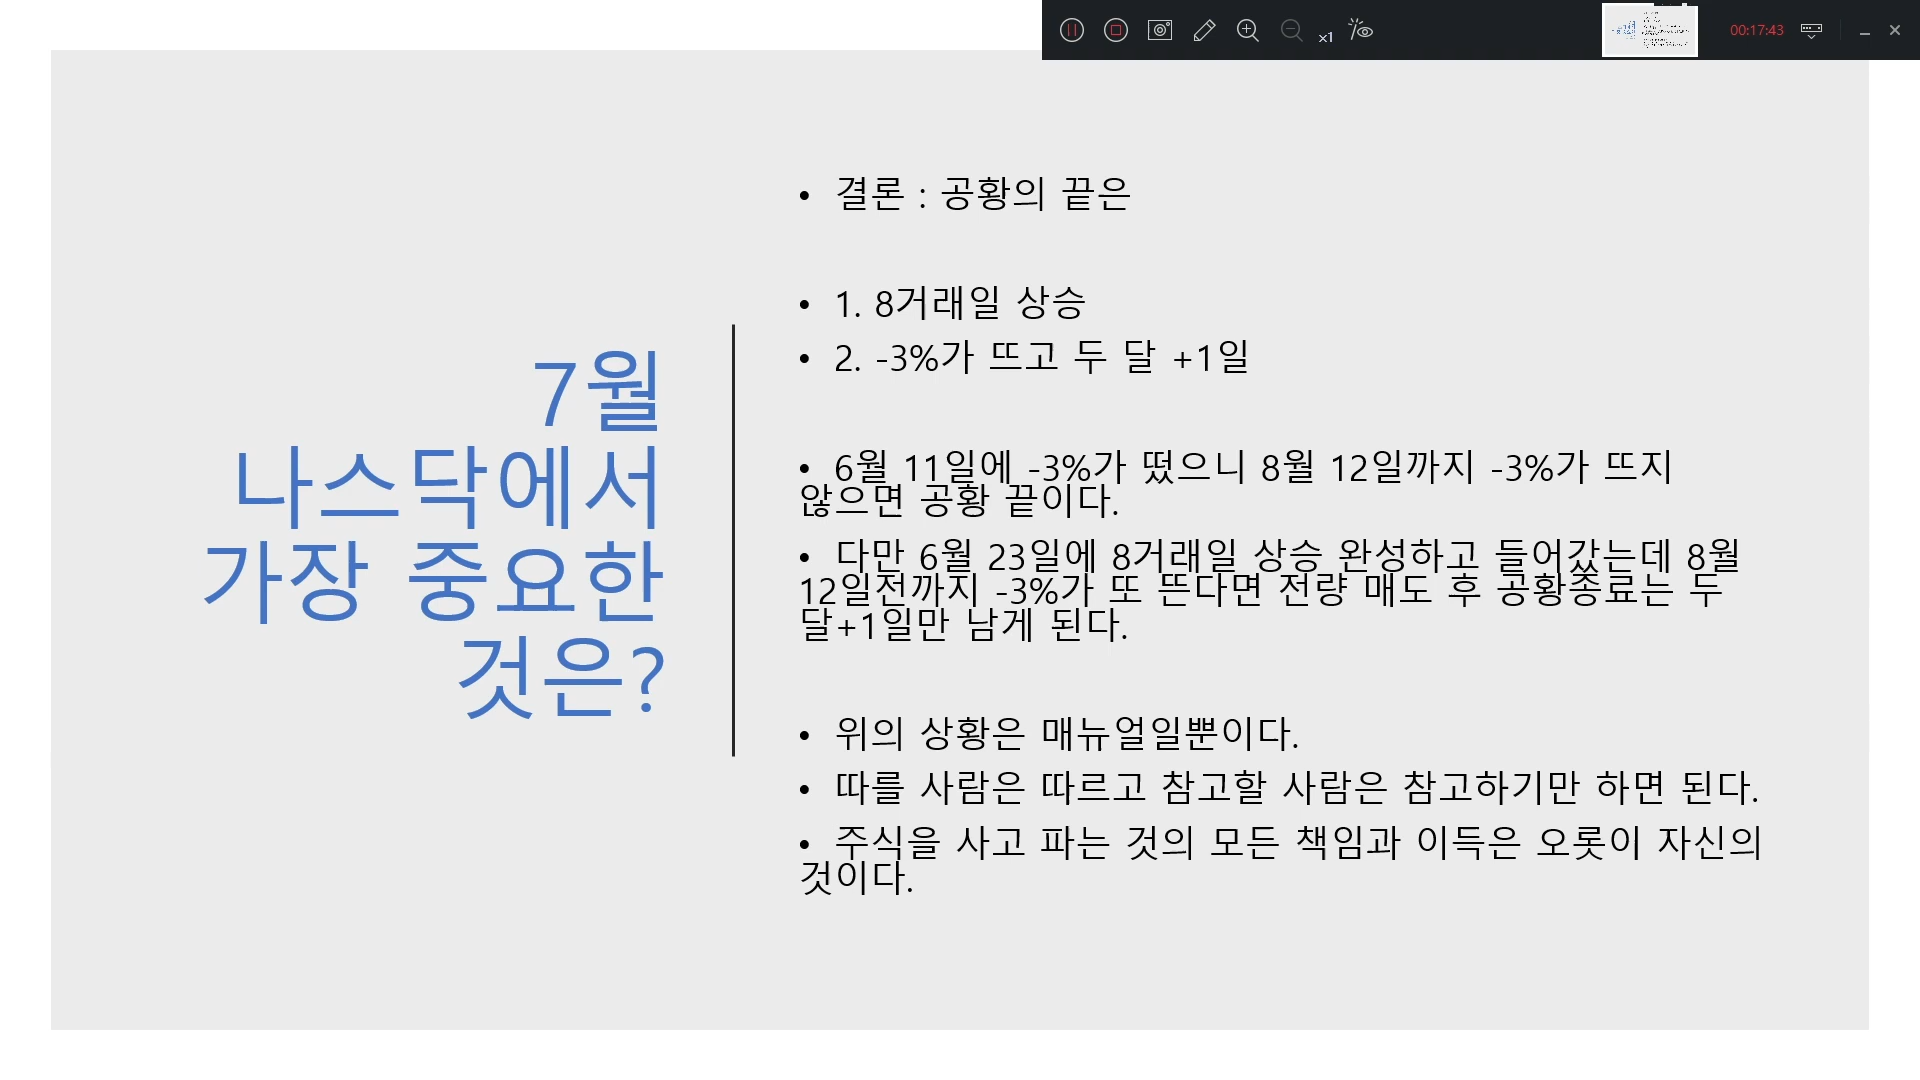 x1
00:17:43
7월
나스닥에서
가장 중요한
것은?
• 결론 : 공황의 끝은
• 1. 8거래일 상승
• 2. -3%가 뜨고 두 달 +1일
• 6월 11일에 -3%가 떴으니 8월 12일까지 -3%가 뜨지
않으면 공황 끝이다.
• 다만 6월 23일에 8거래일 상승 완성하고 들어갔는데 8월
12일전까지 -3%가 또 뜬다면 전량 매도 후 공황종료는 두
달+1일만 남게 된다.
• 위의 상황은 매뉴얼일뿐이다.
• 따를 사람은 따르고 참고할 사람은 참고하기만 하면 된다.
• 주식을 사고 파는 것의 모든 책임과 이득은 오롯이 자신의
것이다.